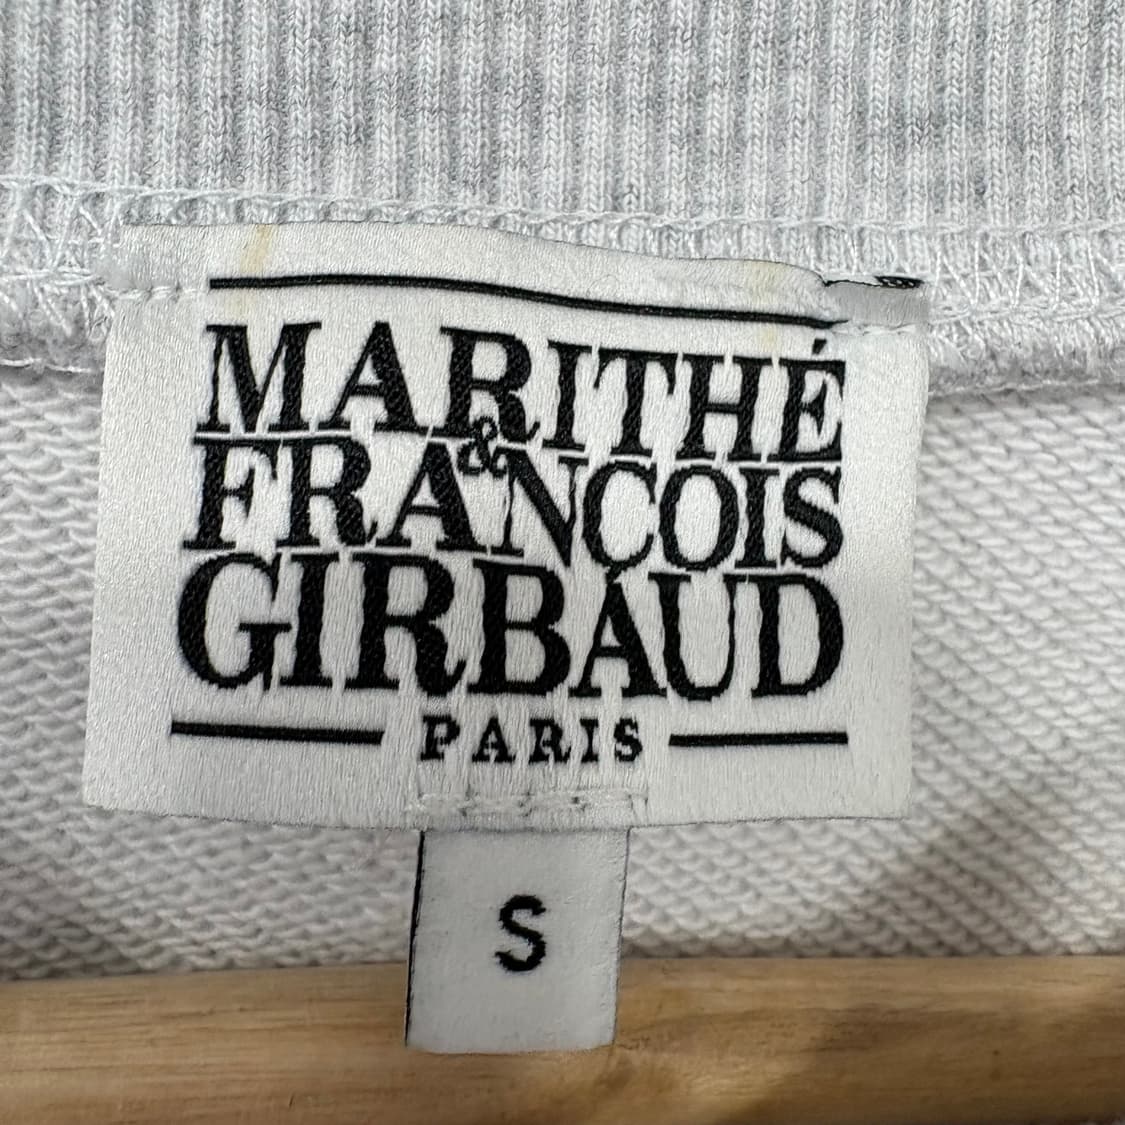 MARITHÉ
&
FRANÇOIS
GIRBAUD
PARIS
S